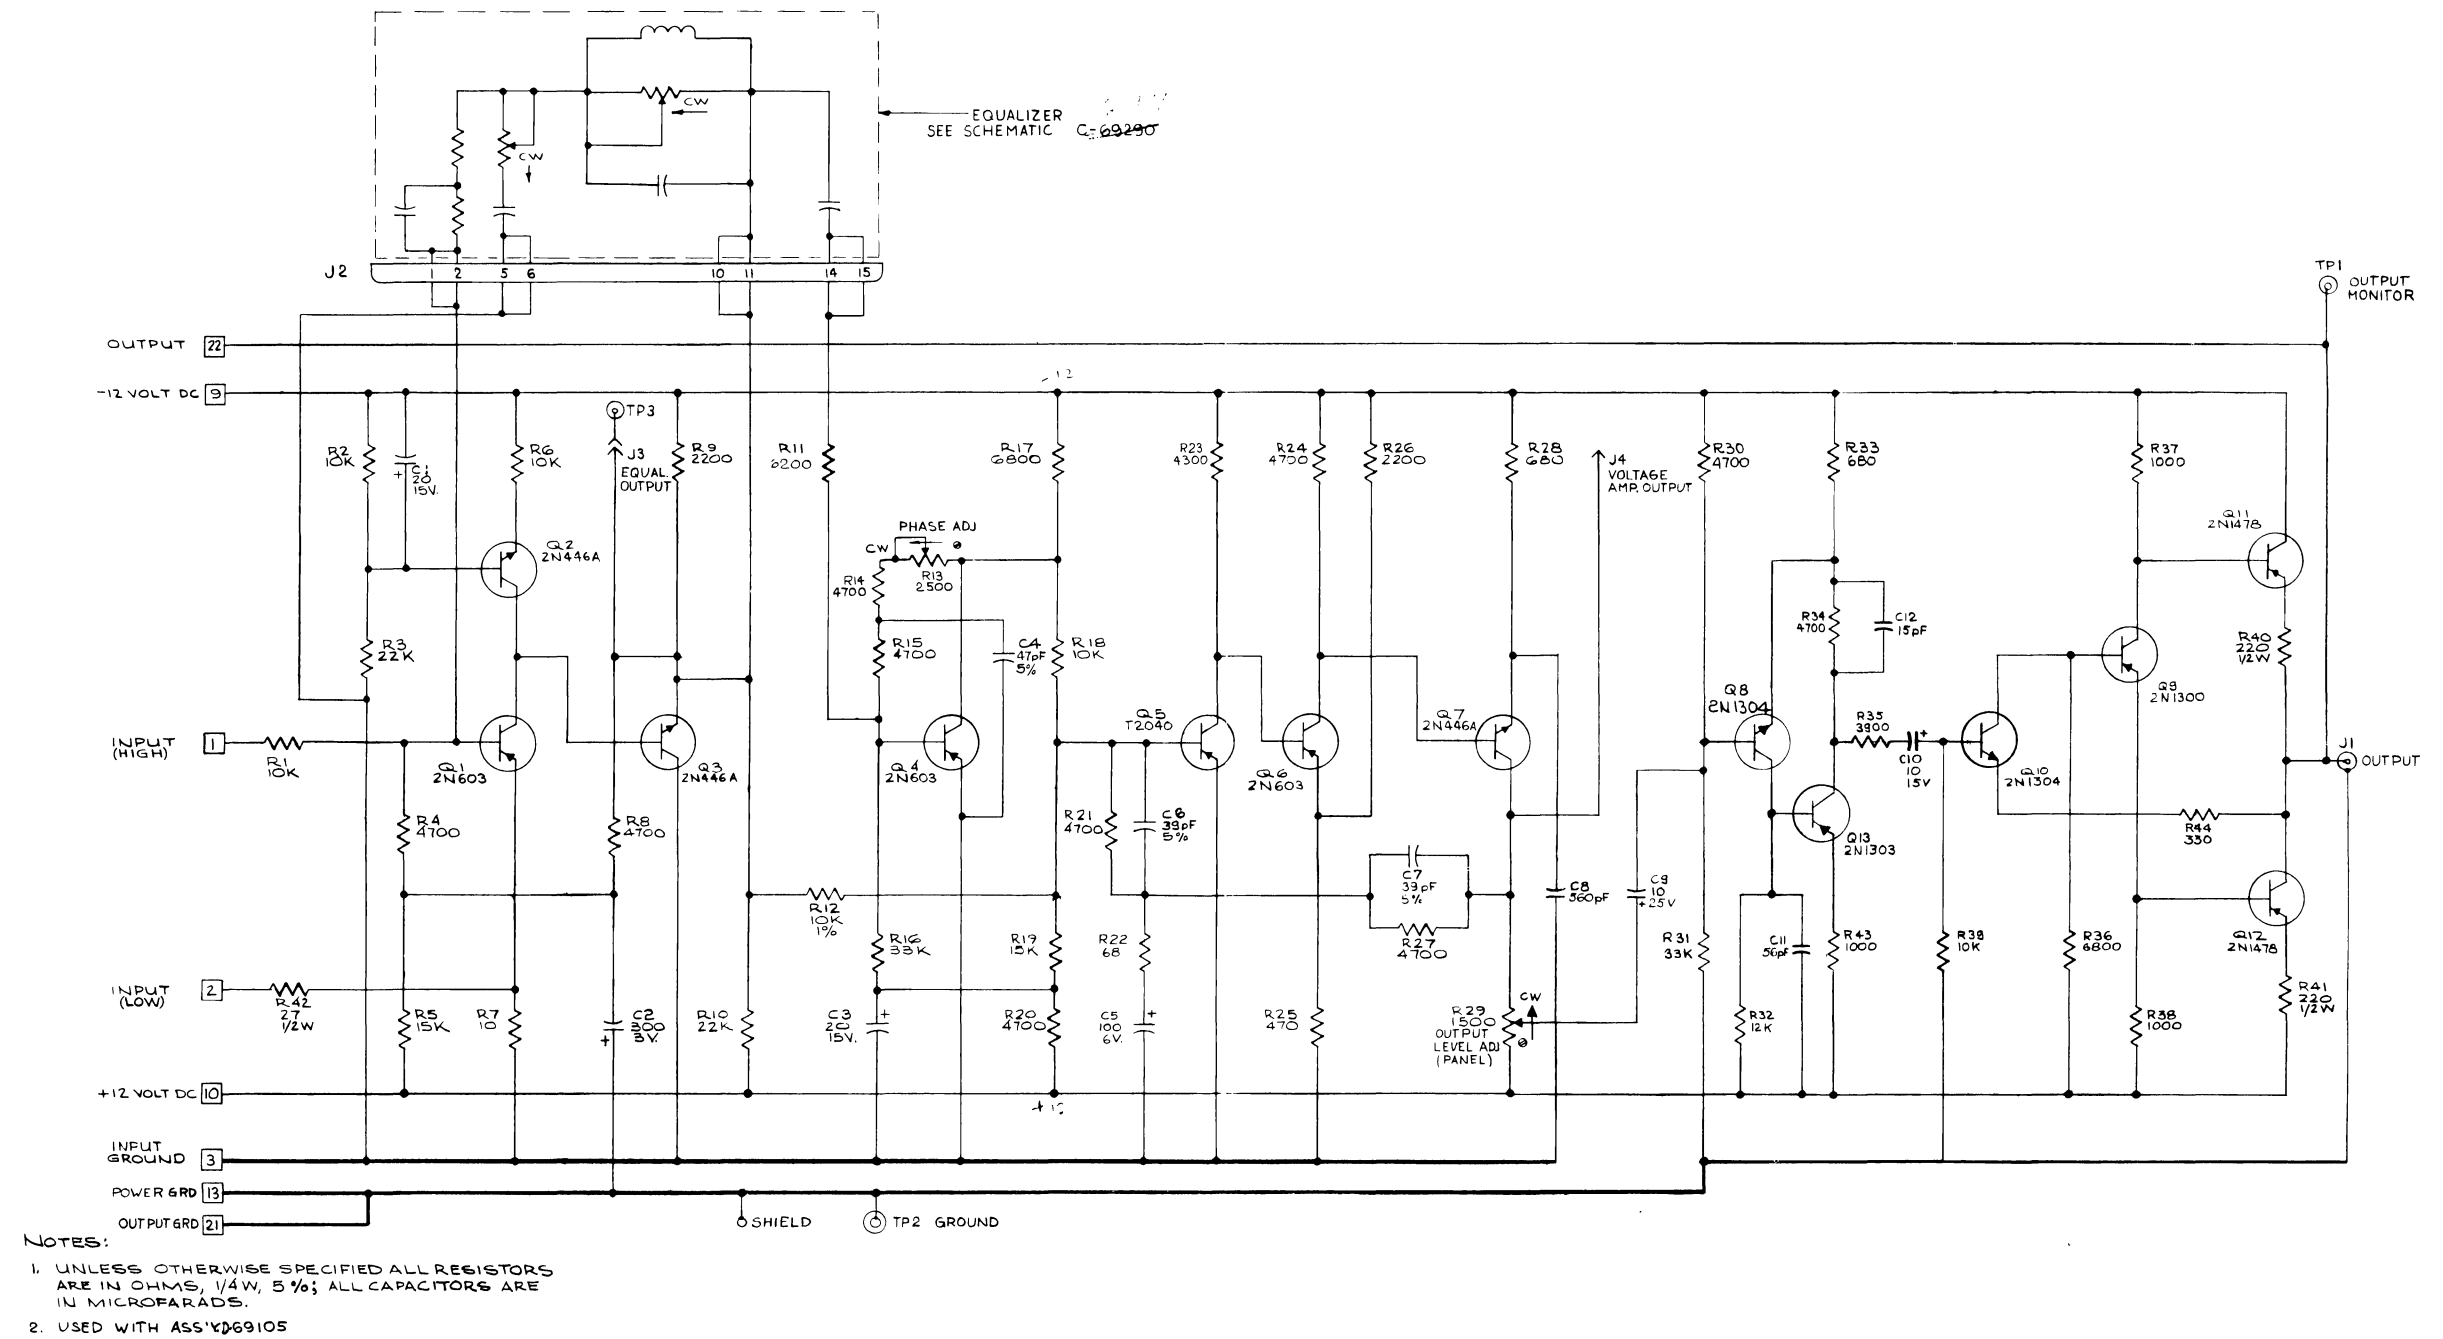 EQUALIZER
SEE SCHEMATIC C-69290
CW
CW
J2
1 2 5 6 10 11 14 15
TP1
OUTPUT
MONITOR
OUTPUT 22
-12 VOLT DC 9
-12
TP3
J3
EQUAL.
OUTPUT
R2
10K
C1
20
15V.
R6
10K
R9
2200
R11
6200
R17
6800
R23
4300
R24
4700
R26
2200
R28
680
J4
VOLTAGE
AMP. OUTPUT
R30
4700
R33
680
R37
1000
Q11
2N1478
Q2
2N446A
PHASE ADJ
CW
R13
2500
R14
4700
R3
22K
R15
4700
C4
47pF
5%
R18
10K
R34
4700
C12
15pF
R40
220
1/2W
Q9
2N1300
INPUT
(HIGH)
1
R1
10K
Q1
2N603
Q3
2N446A
Q4
2N603
Q5
T2040
Q6
2N603
Q7
2N446A
Q8
2N1304
R35
3900
C10
10
15V
+
Q10
2N1304
J1
OUTPUT
R4
4700
R8
4700
R21
4700
C6
39pF
5%
Q13
2N1303
R44
330
R12
10K
1%
C7
39pF
5%
R27
4700
C8
560pF
C9
10
+25V
R16
33K
R19
15K
R22
68
R31
33K
C11
56pF
R43
1000
R39
10K
R36
6800
Q12
2N1478
INPUT
(LOW)
2
R42
27
1/2W
R5
15K
R7
10
C2
300
3V.
+
R10
22K
C3
20
15V.
+
R20
4700
C5
100
6V.
+
R25
470
R29
1500
OUTPUT
LEVEL ADJ
(PANEL)
CW
R32
12K
R38
1000
R41
220
1/2W
+12 VOLT DC 10
+12
INPUT
GROUND 3
POWER GRD 13
OUTPUT GRD 21
SHIELD
TP2 GROUND
NOTES:
1. UNLESS OTHERWISE SPECIFIED ALL RESISTORS
ARE IN OHMS, 1/4W, 5%; ALL CAPACITORS ARE
IN MICROFARADS.
2. USED WITH ASS'Y D-69105